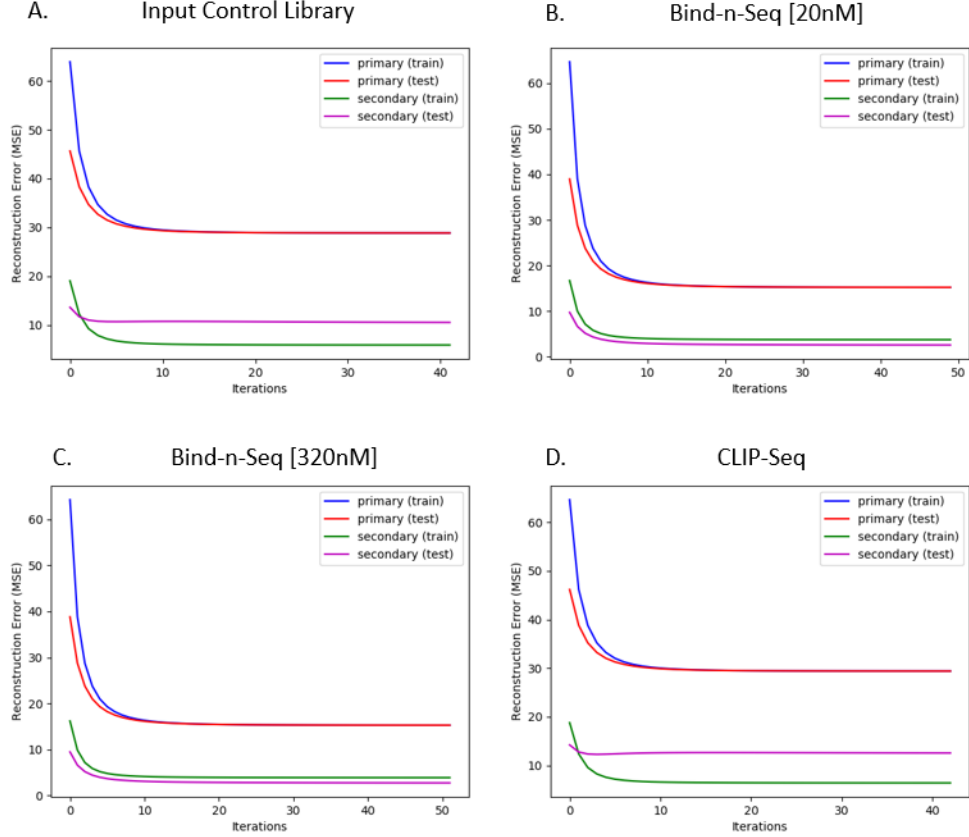 A. Input Control Library
primary (train)
primary (test)
secondary (train)
secondary (test)
Reconstruction Error (MSE)
60
50
40
30
20
10
0 10 20 30 40
Iterations
B. Bind-n-Seq [20nM]
primary (train)
primary (test)
secondary (train)
secondary (test)
Reconstruction Error (MSE)
60
50
40
30
20
10
0
0 10 20 30 40 50
Iterations
C. Bind-n-Seq [320nM]
primary (train)
primary (test)
secondary (train)
secondary (test)
Reconstruction Error (MSE)
60
50
40
30
20
10
0
0 10 20 30 40 50
Iterations
D. CLIP-Seq
primary (train)
primary (test)
secondary (train)
secondary (test)
Reconstruction Error (MSE)
60
50
40
30
20
10
0 10 20 30 40
Iterations